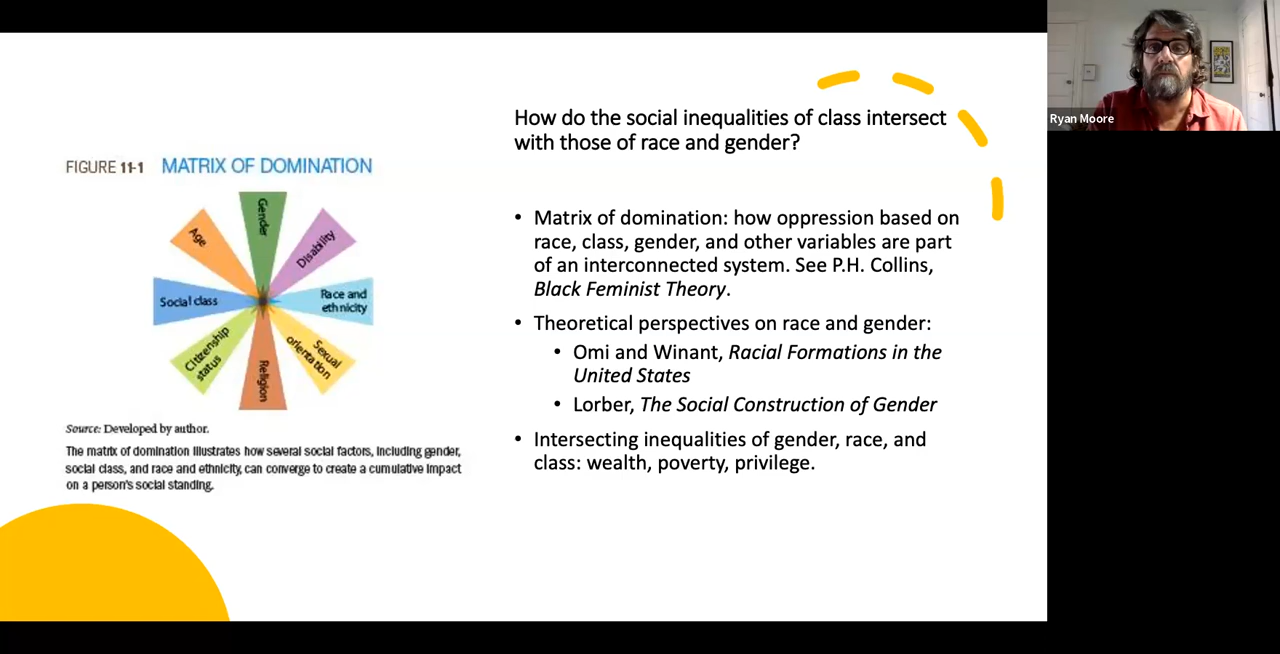 How do the social inequalities of class intersect
with those of race and gender?
FIGURE 11-1 MATRIX OF DOMINATION
Gender
Disability
Race and
ethnicity
Sexual
orientation
Religion
Citizenship
status
Social class
Age
Source: Developed by author.
The matrix of domination illustrates how several social factors, including gender,
social class, and race and ethnicity, can converge to create a cumulative impact
on a person's social standing.
• Matrix of domination: how oppression based on
race, class, gender, and other variables are part
of an interconnected system. See P.H. Collins,
Black Feminist Theory.
• Theoretical perspectives on race and gender:
• Omi and Winant, Racial Formations in the
United States
• Lorber, The Social Construction of Gender
• Intersecting inequalities of gender, race, and
class: wealth, poverty, privilege.
Ryan Moore